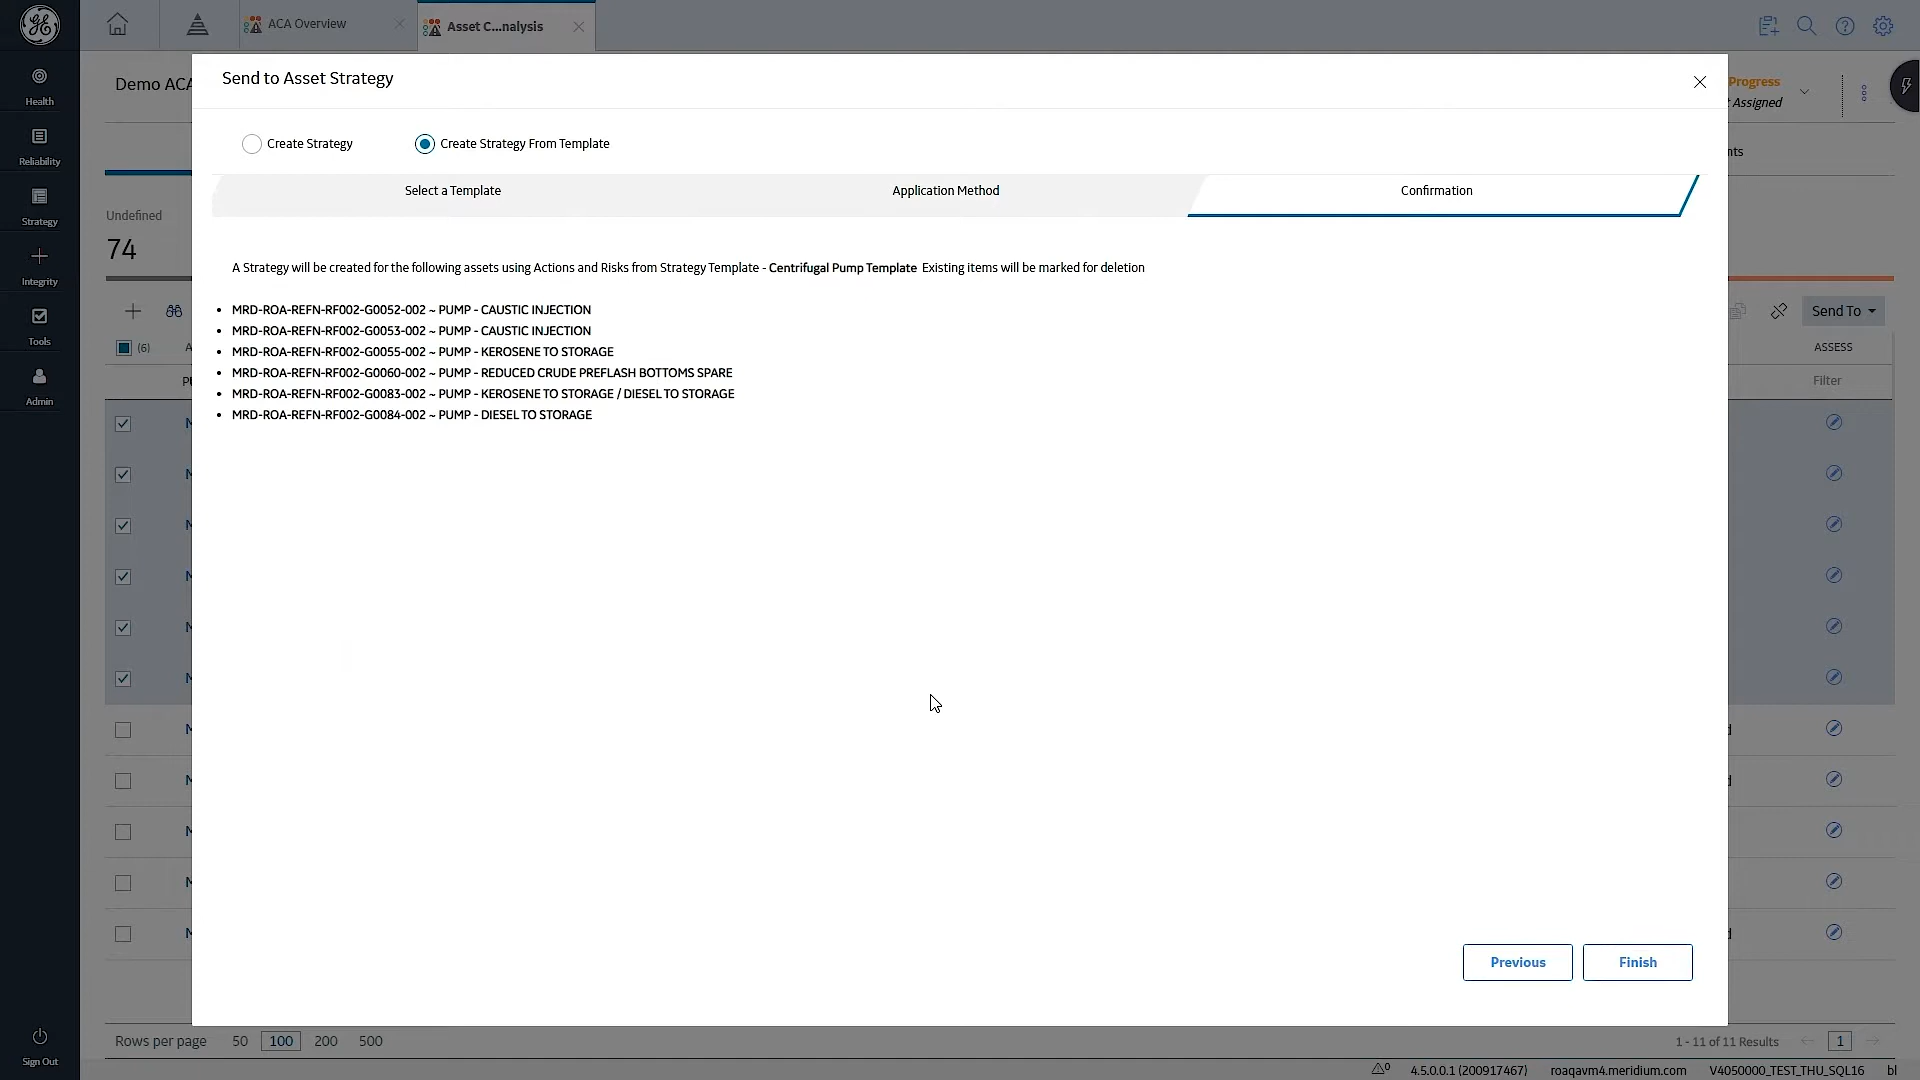 ACA Overview
Asset C...nalysis
Health
Reliability
Strategy
Integrity
Tools
Admin
Sign Out
Demo ACA
Progress
Assigned
nts
Undefined
74
(6)
Send To
ASSESS
Filter
Send to Asset Strategy
Create Strategy
Create Strategy From Template
Select a Template
Application Method
Confirmation
A Strategy will be created for the following assets using Actions and Risks from Strategy Template - Centrifugal Pump Template Existing items will be marked for deletion
• MRD-ROA-REFN-RF002-G0052-002 ~ PUMP - CAUSTIC INJECTION
• MRD-ROA-REFN-RF002-G0053-002 ~ PUMP - CAUSTIC INJECTION
• MRD-ROA-REFN-RF002-G0055-002 ~ PUMP - KEROSENE TO STORAGE
• MRD-ROA-REFN-RF002-G0060-002 ~ PUMP - REDUCED CRUDE PREFLASH BOTTOMS SPARE
• MRD-ROA-REFN-RF002-G0083-002 ~ PUMP - KEROSENE TO STORAGE / DIESEL TO STORAGE
• MRD-ROA-REFN-RF002-G0084-002 ~ PUMP - DIESEL TO STORAGE
Previous
Finish
Rows per page 50 100 200 500
1 - 11 of 11 Results
1
0
4.5.0.0.1 (200917467) roaqavm4.meridium.com V4050000_TEST_THU_SQL16 bl